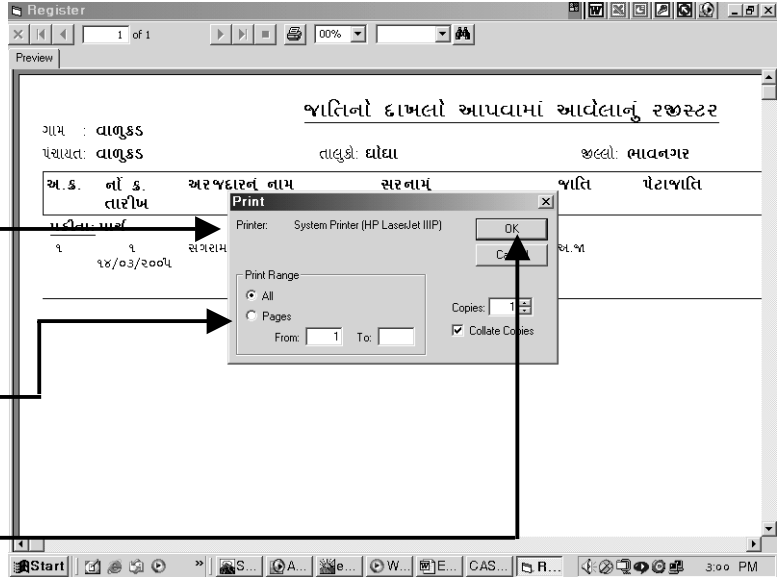 Register
1 of 1 00%
Preview
જાતિનો દાખલો આપવામાં આવેલાનું રજીસ્ટર
ગામ : વાળુકડ
પંચાયત: વાળુકડ તાલુકો: ઘોઘા જીલ્લો: ભાવનગર
અ.ક્ર. નોં ક્ર. અરજદારનું નામ સરનામું જાતિ પેટાજાતિ
તારીખ
૧ ૧ સંગરામ અ.જા
૧૪/૦૩/૨૦૦૫
Print
Printer: System Printer (HP LaserJet IIIP)
OK
Print Range
All
Pages
From: 1 To:
Copies: 1
Collate Copies
Start » S... A... e... W... E... CAS... R... 3:00 PM